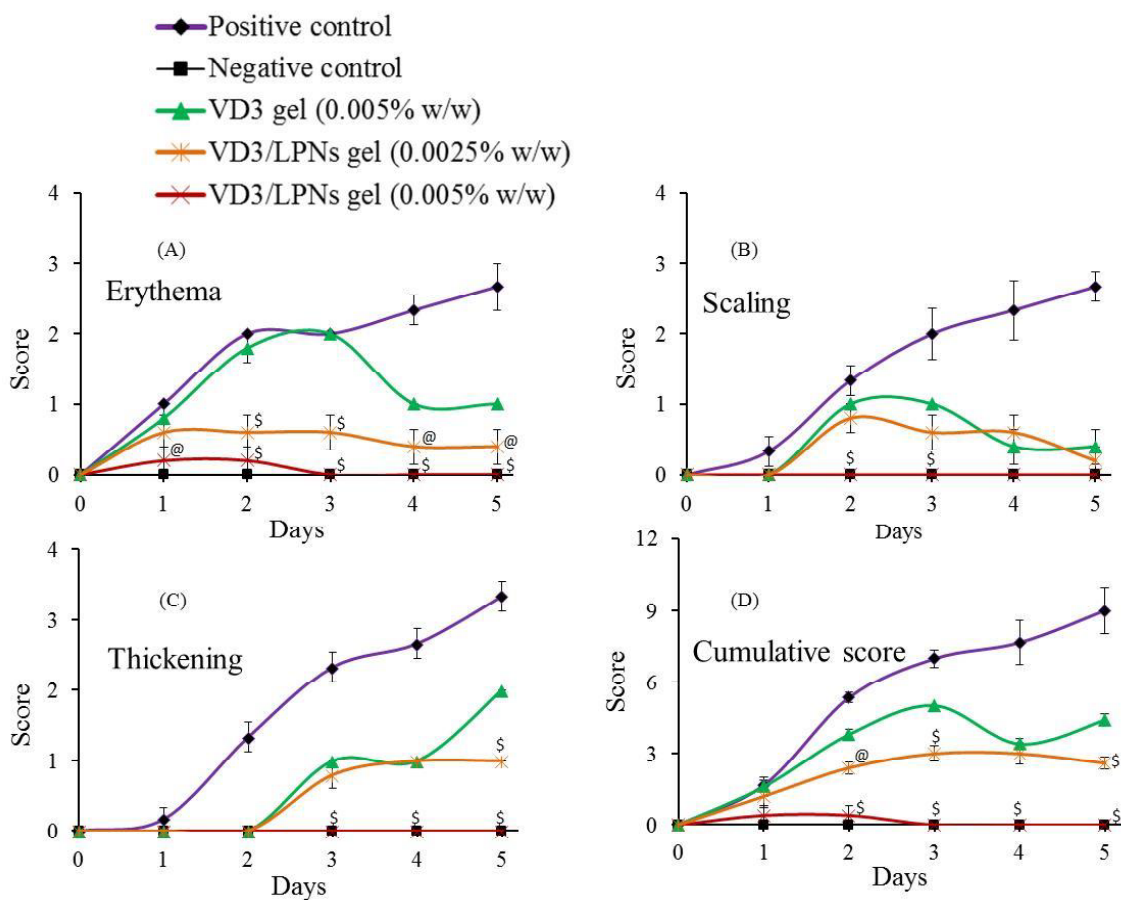 Positive control
Negative control
VD3 gel (0.005% w/w)
VD3/LPNs gel (0.0025% w/w)
VD3/LPNs gel (0.005% w/w)
(A)
Erythema
Score
4
3
2
1
0
@
$
$
$
$
@
$
@
$
0 1 2 3 4 5
Days
(B)
Scaling
Score
4
3
2
1
0
$
$
0 1 2 3 4 5
Days
(C)
Thickening
Score
4
3
2
1
0
$
$
$
$
0 1 2 3 4 5
Days
(D)
Cumulative score
Score
12
9
6
3
0
@
$
$
$
$
$
$
0 1 2 3 4 5
Days